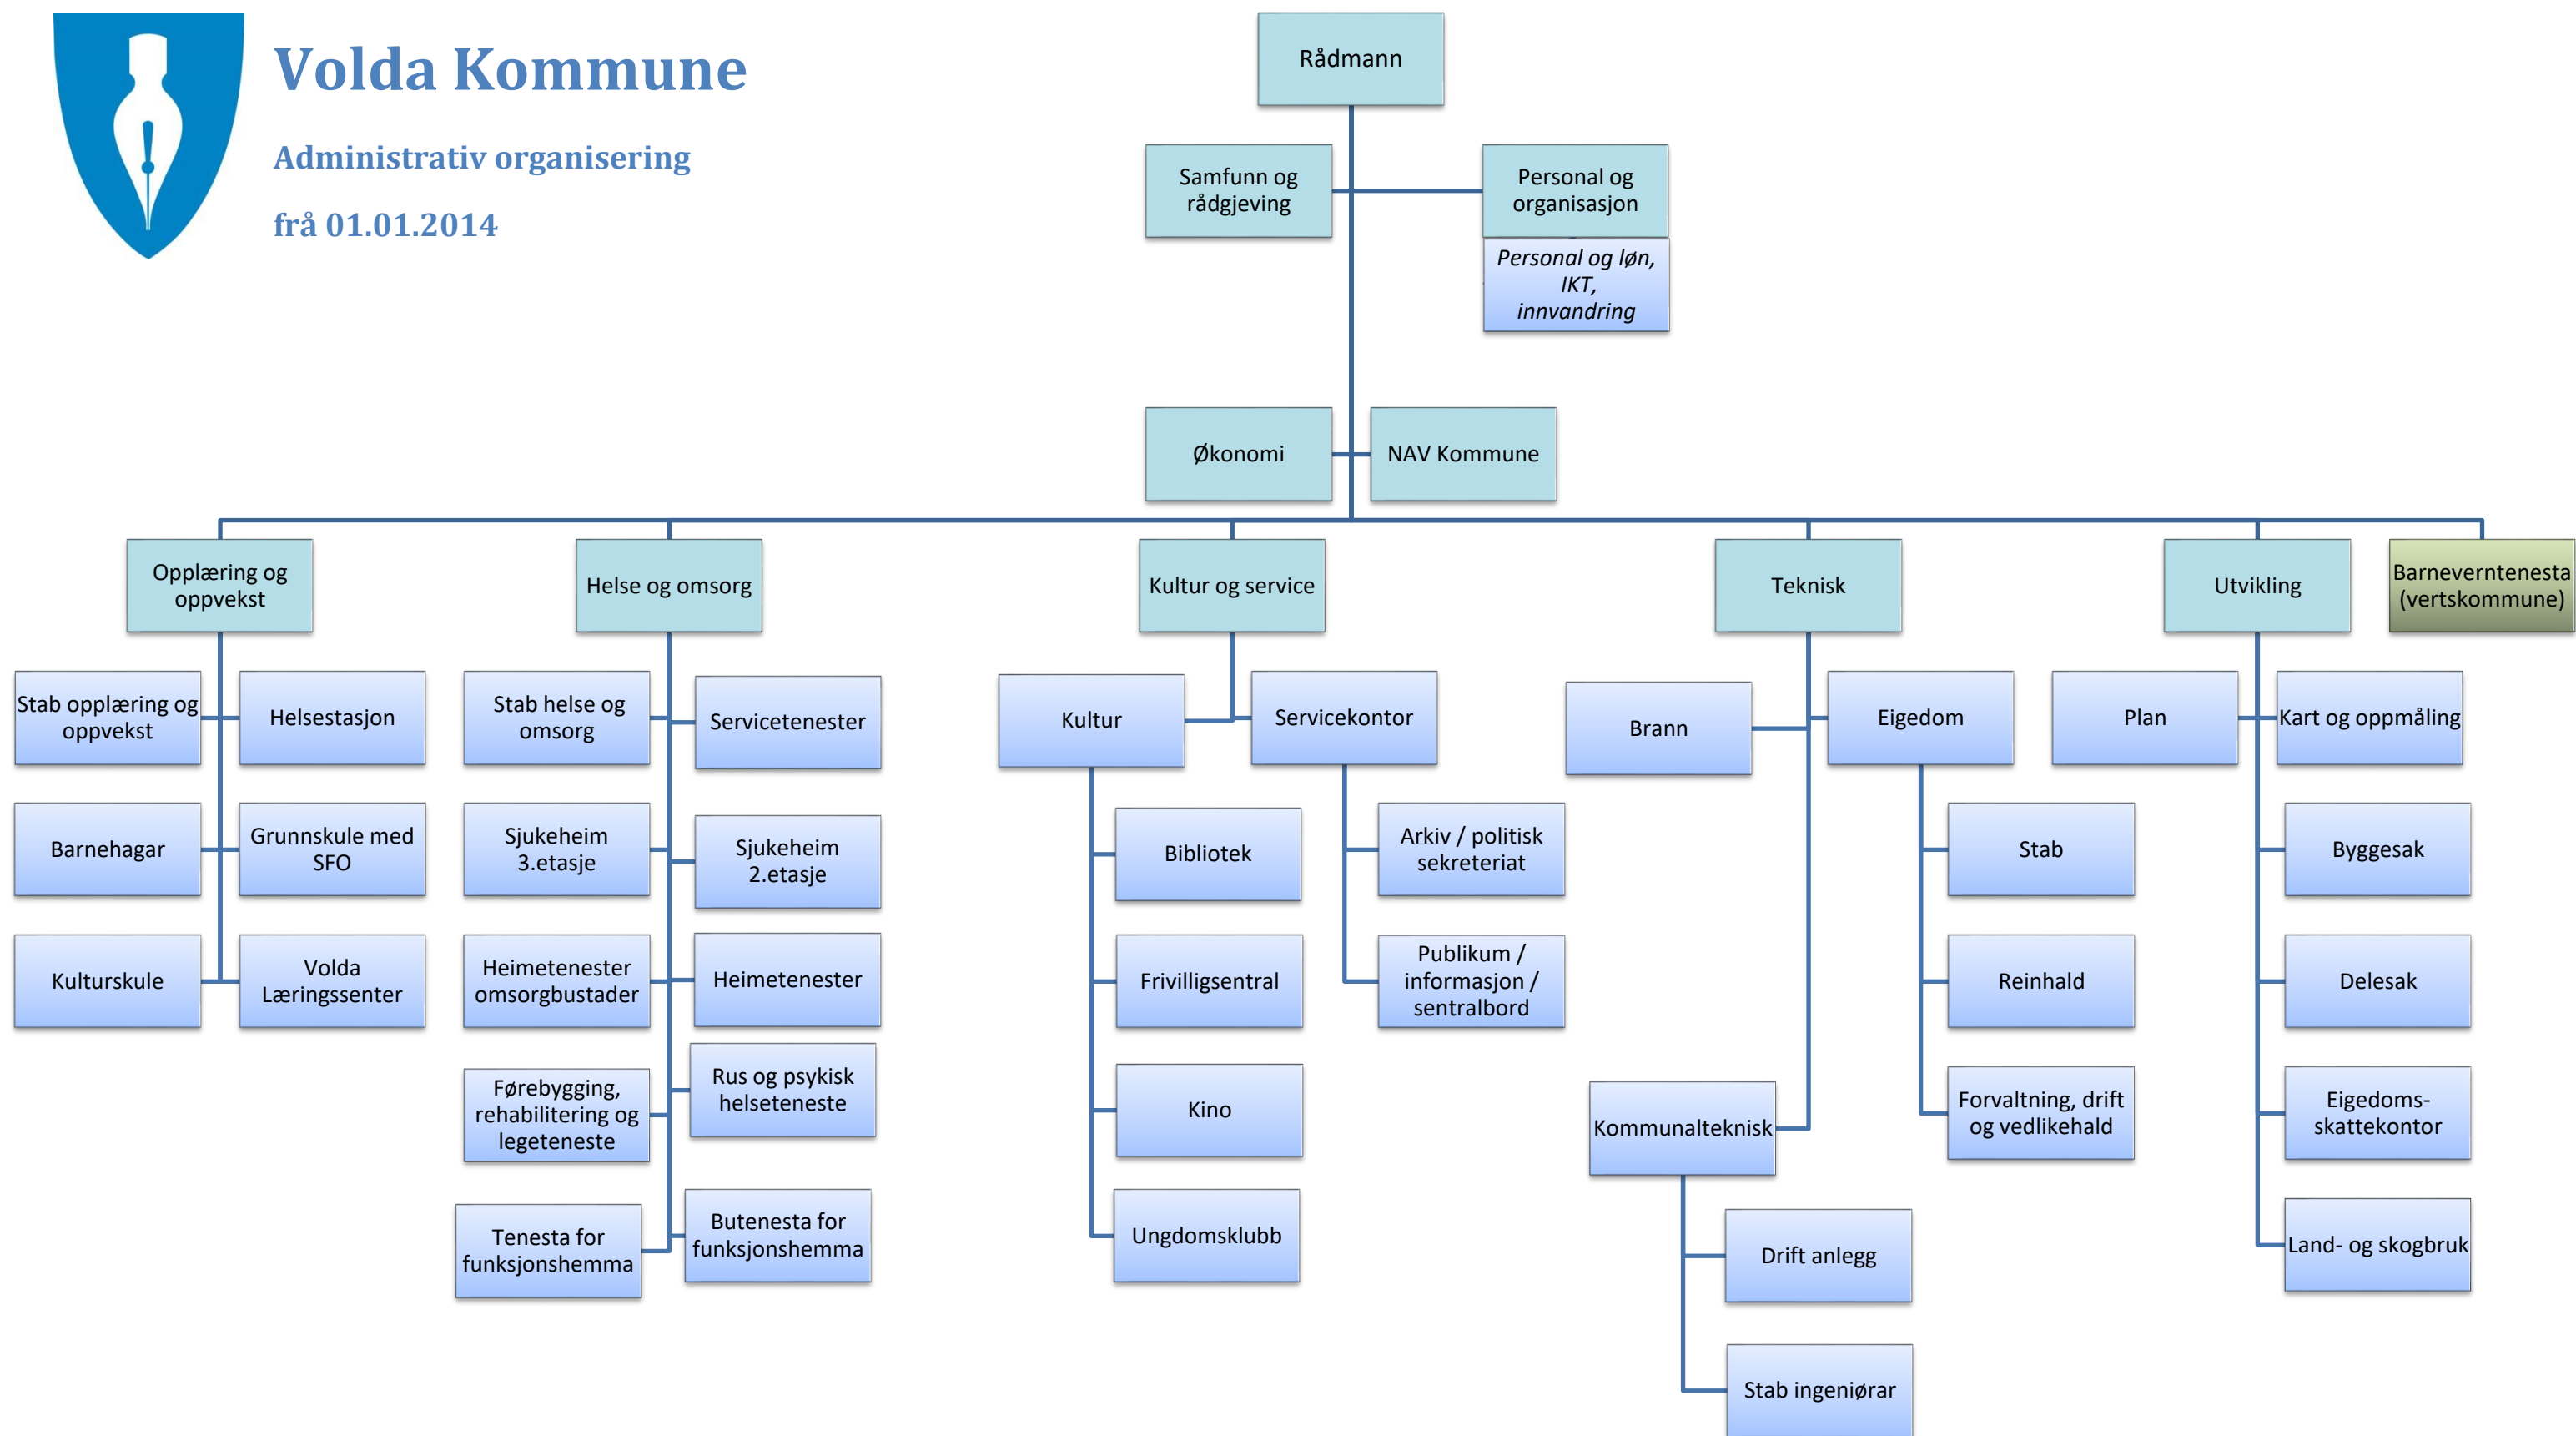 Volda Kommune
Administrativ organisering
frå 01.01.2014
Rådmann
Samfunn og
rådgjeving
Personal og
organisasjon
Personal og løn,
IKT,
innvandring
Økonomi
NAV Kommune
Opplæring og
oppvekst
Helse og omsorg
Kultur og service
Teknisk
Utvikling
Barneverntenesta
(vertskommune)
Stab opplæring og
oppvekst
Helsestasjon
Barnehagar
Grunnskule med
SFO
Kulturskule
Volda
Læringssenter
Stab helse og
omsorg
Servicetenester
Sjukeheim
3.etasje
Sjukeheim
2.etasje
Heimetenester
omsorgbustader
Heimetenester
Førebygging,
rehabilitering og
legeteneste
Rus og psykisk
helseteneste
Tenesta for
funksjonshemma
Butenesta for
funksjonshemma
Kultur
Servicekontor
Bibliotek
Frivilligsentral
Kino
Ungdomsklubb
Arkiv / politisk
sekreteriat
Publikum /
informasjon /
sentralbord
Brann
Eigedom
Stab
Reinhald
Forvaltning, drift
og vedlikehald
Kommunalteknisk
Drift anlegg
Stab ingeniørar
Plan
Kart og oppmåling
Byggesak
Delesak
Eigedoms-
skattekontor
Land- og skogbruk